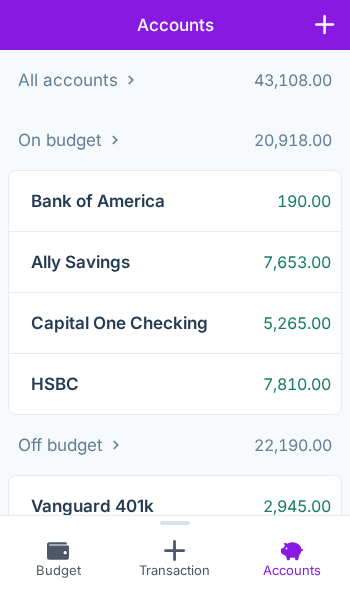 Accounts
All accounts 43,108.00
On budget 20,918.00
Bank of America 190.00
Ally Savings 7,653.00
Capital One Checking 5,265.00
HSBC 7,810.00
Off budget 22,190.00
Vanguard 401k 2,945.00
Budget Transaction Accounts